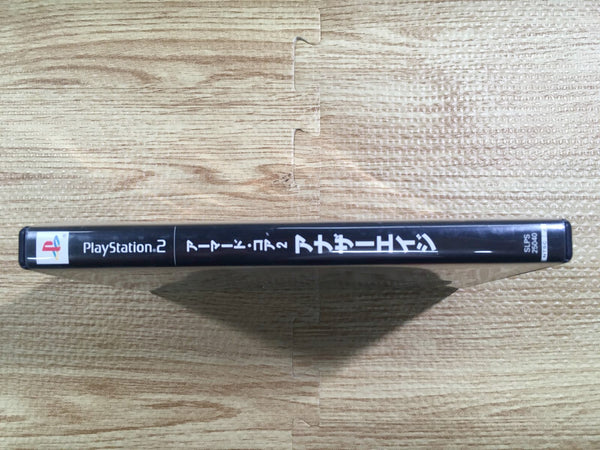 PlayStation 2
アーマード・コア2
アナザーエイジ
SLPS
25040